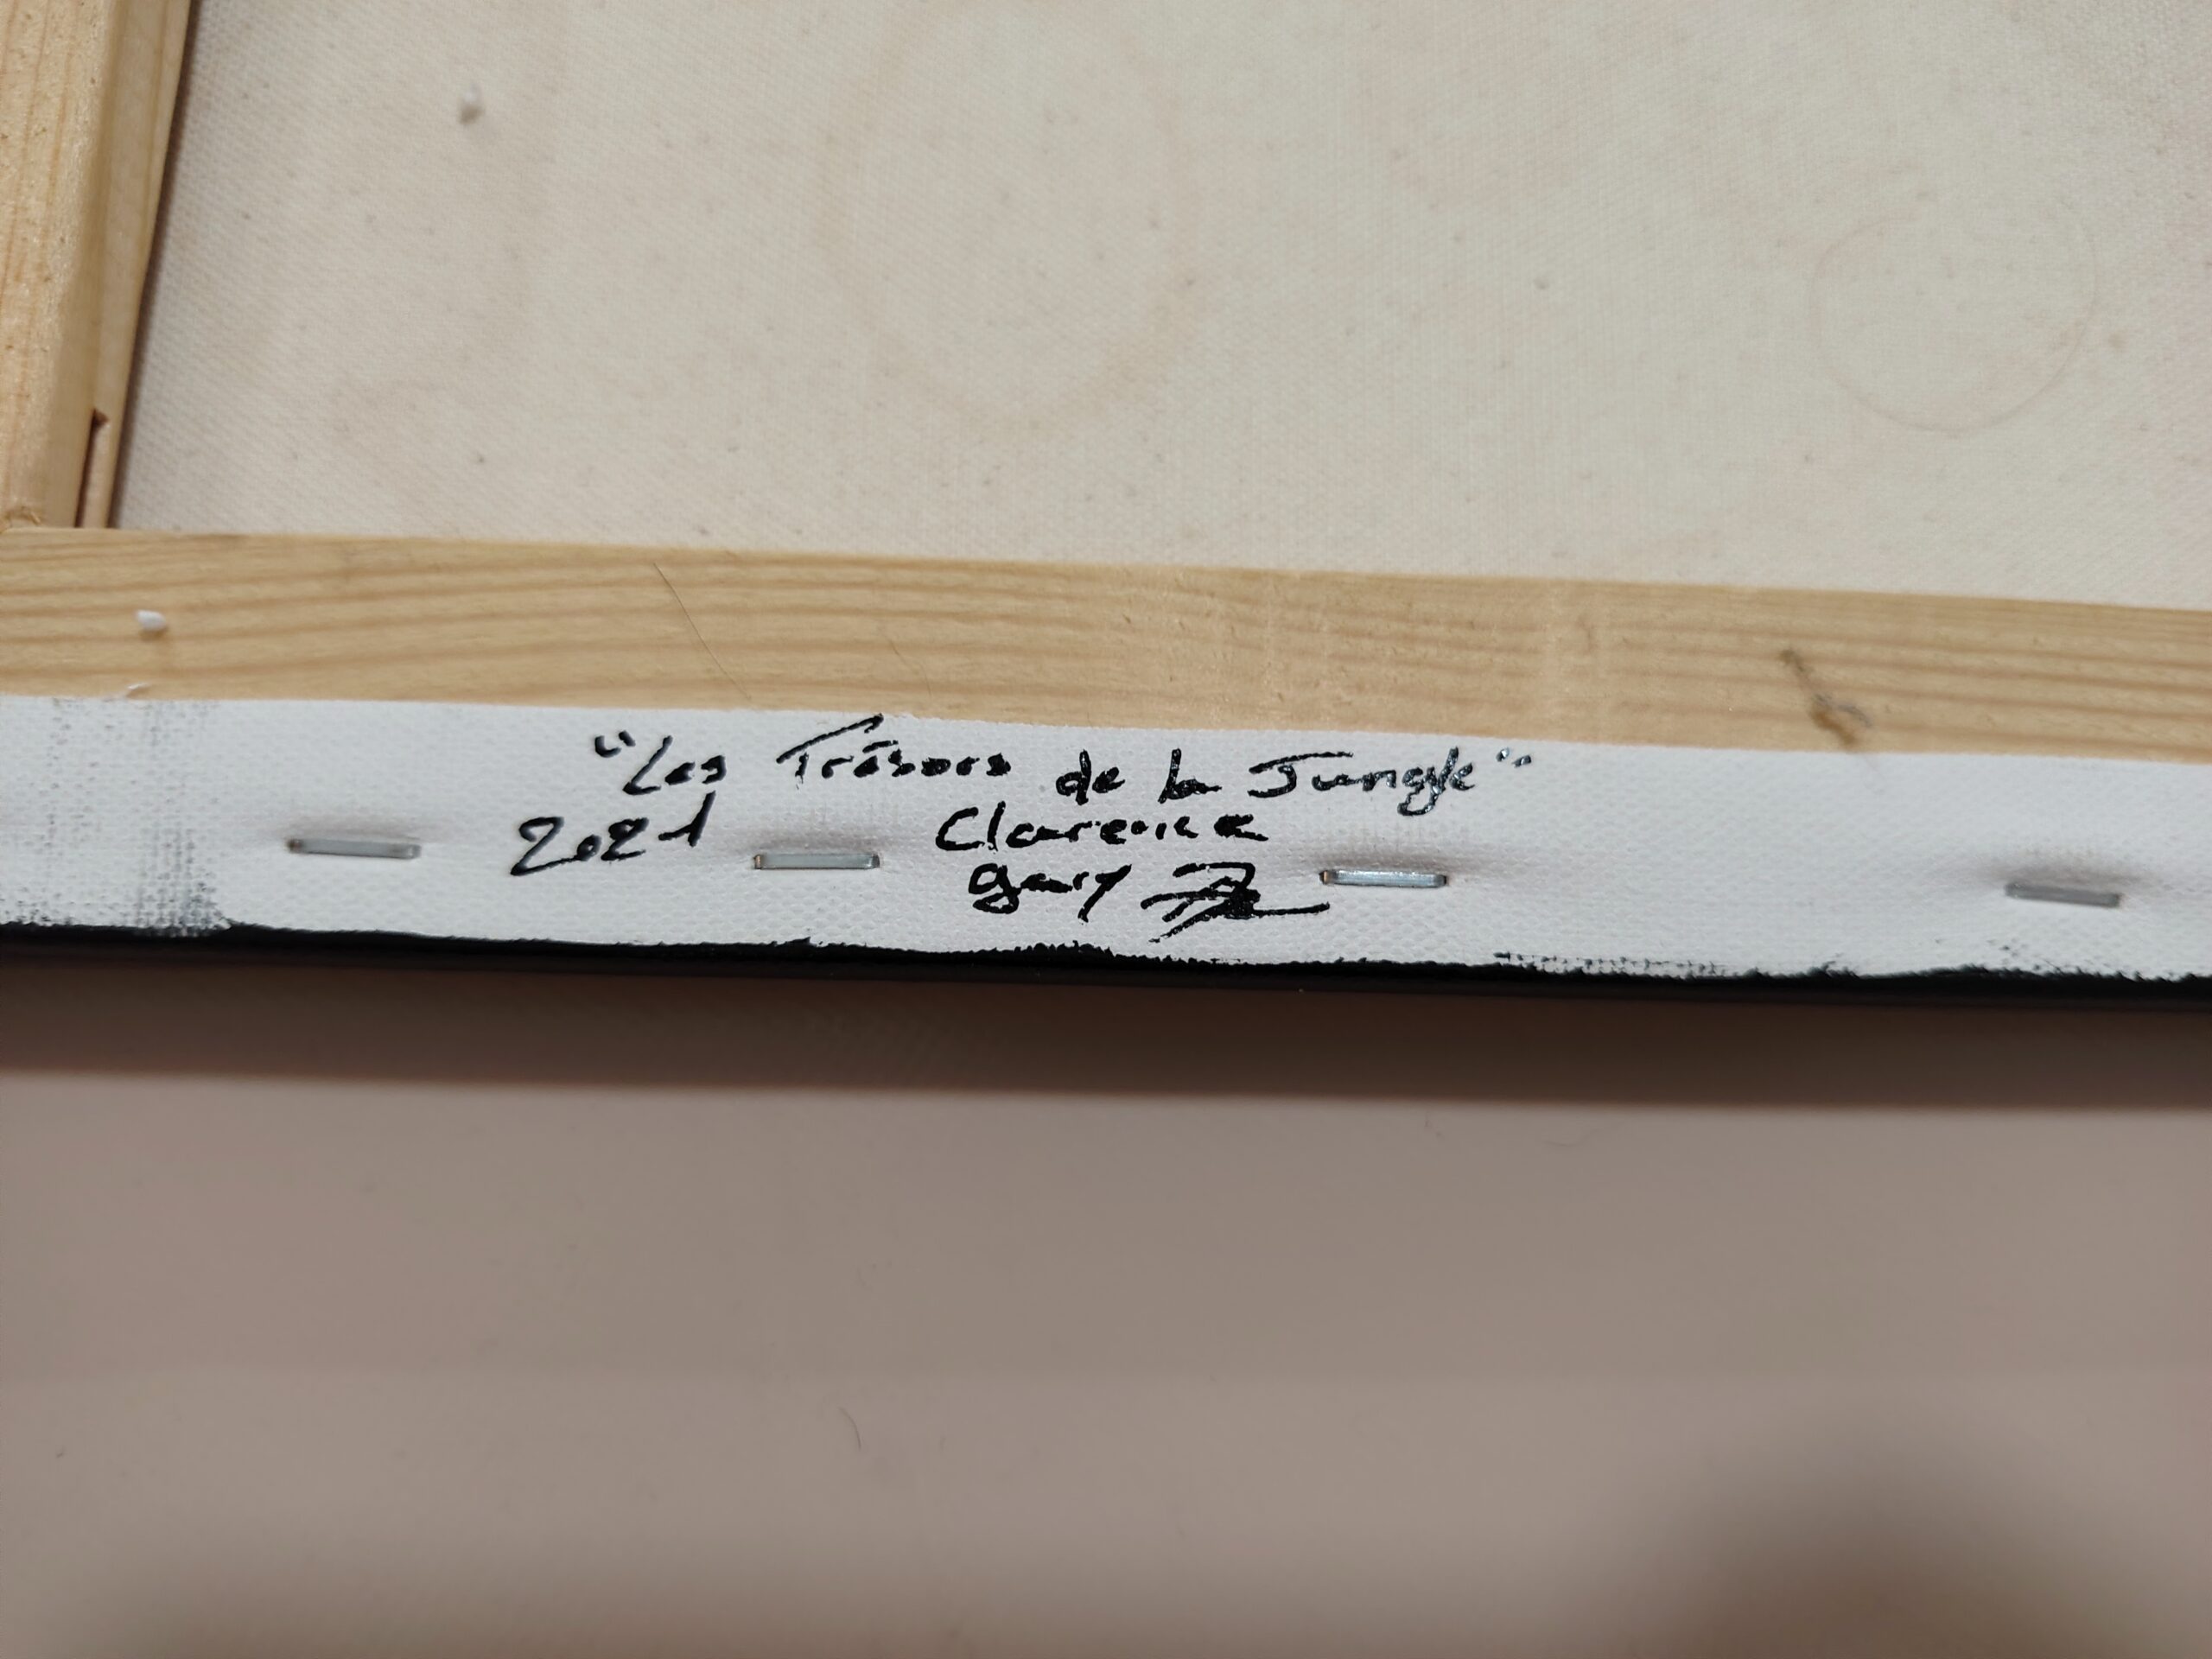 "Les Trésors de la Jungle"
2021 Clarence
Gary